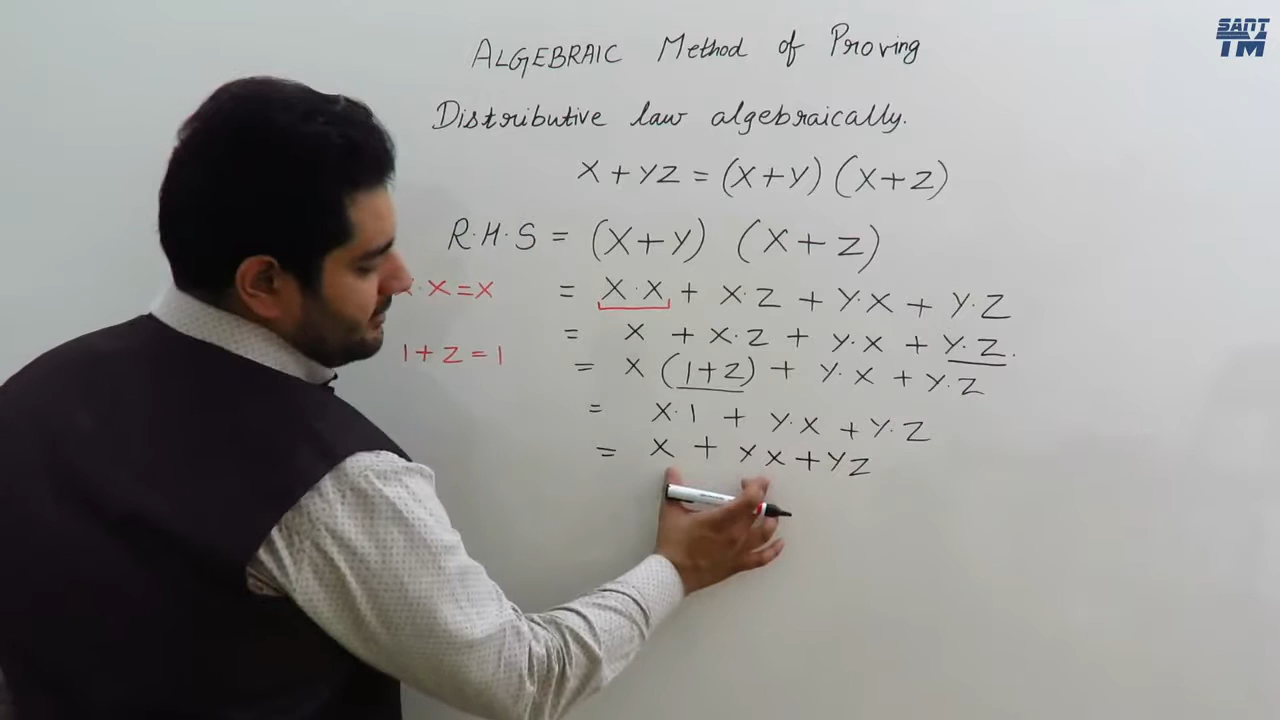 SANT
TM
ALGEBRAIC Method of Proving
Distributive law algebraically.
X + YZ = (X+Y) (X+Z)
R.H.S = (X+Y) (X+Z)
X = X
= X·X + X·Z + Y·X + Y·Z
= X + X·Z + Y·X + Y·Z.
1+Z=1
= X (1+Z) + Y·X + Y·Z
= X·1 + Y·X + Y·Z
= X + YX + YZ